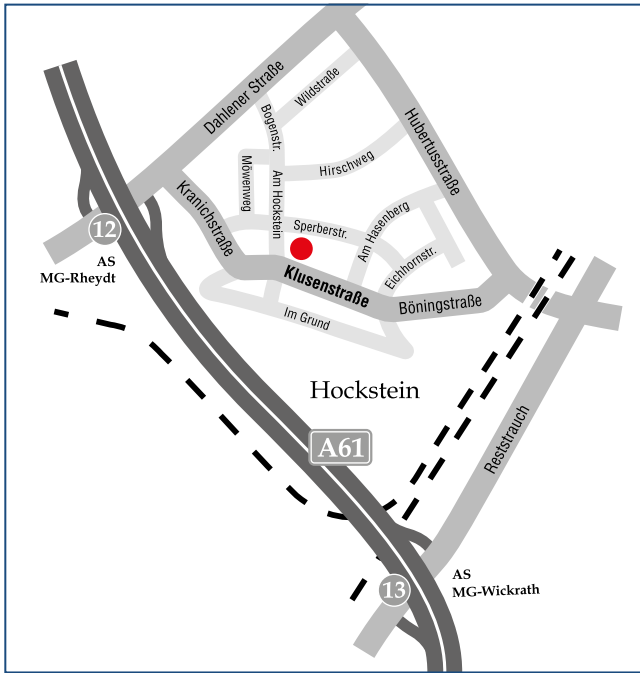 Dahlener Straße
Wildstraße
Bogenstr.
Hubertusstraße
Hirschweg
Möwenweg
Am Hockstein
Kranichstraße
Sperberstr.
Am Hasenberg
12
AS
MG-Rheydt
Eichhornstr.
Klusenstraße
Böningstraße
Im Grund
Hockstein
A61
Reststrauch
13
AS
MG-Wickrath